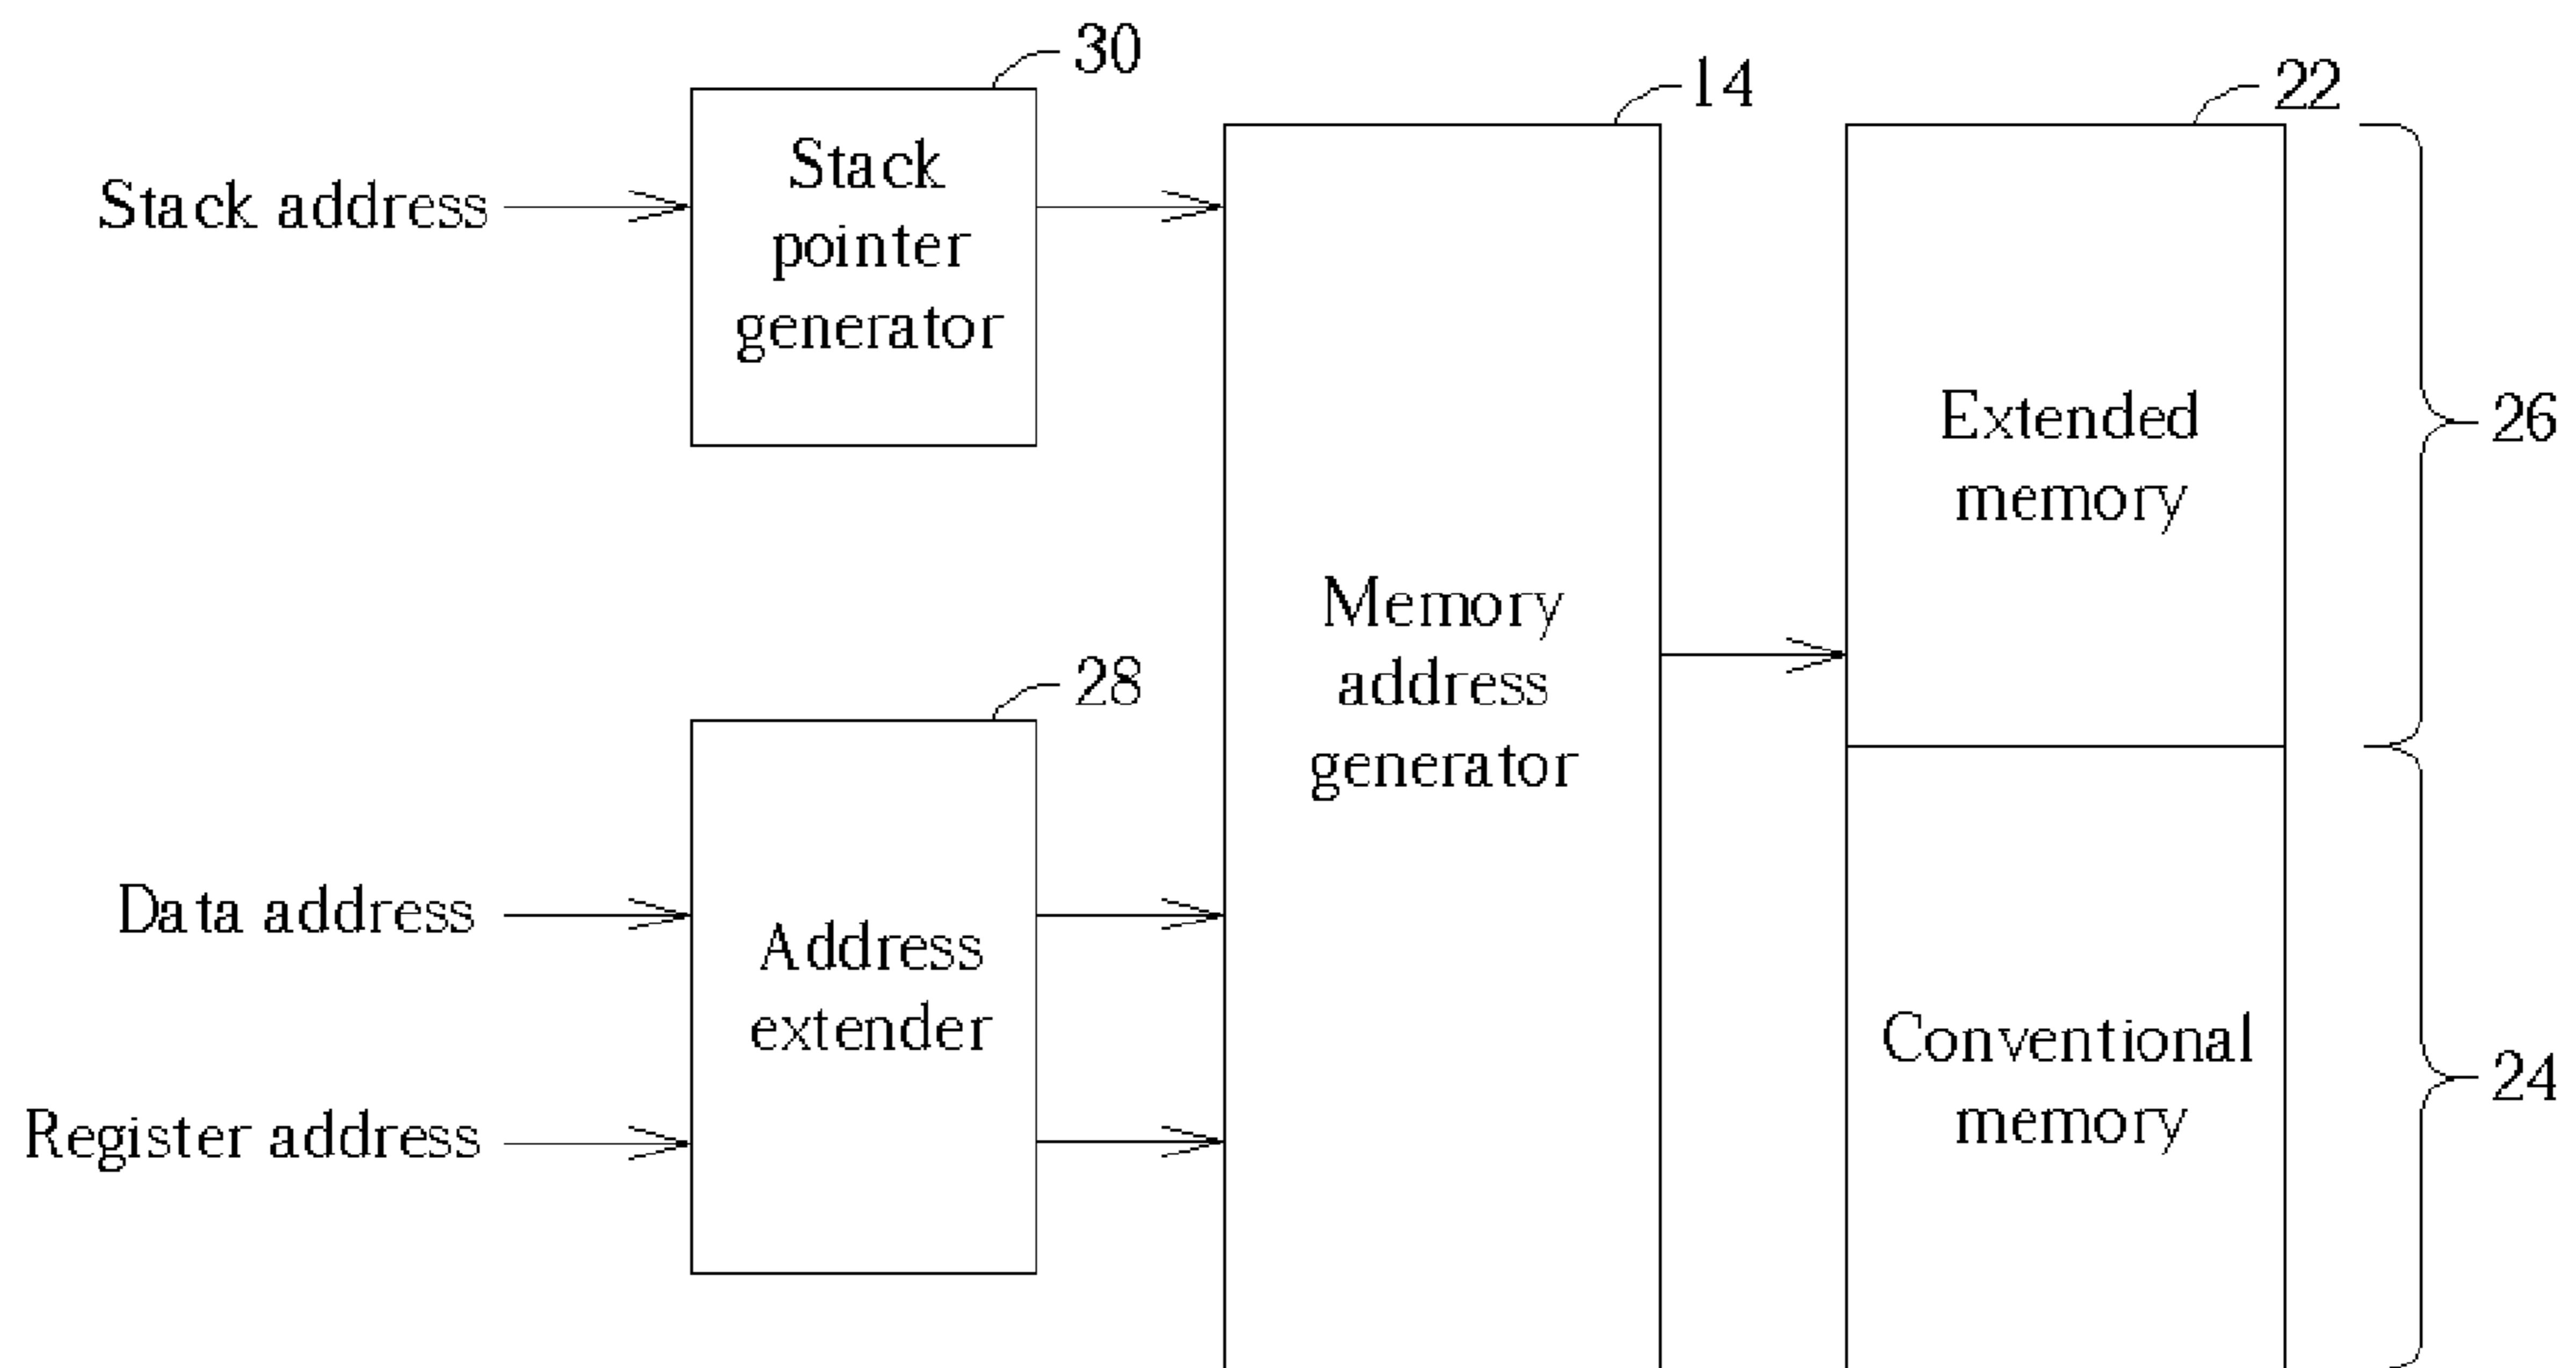 30
14
22
Stack address
Stack
pointer
generator
Extended
memory
26
Memory
address
generator
28
Data address
Address
extender
Register address
Conventional
memory
24